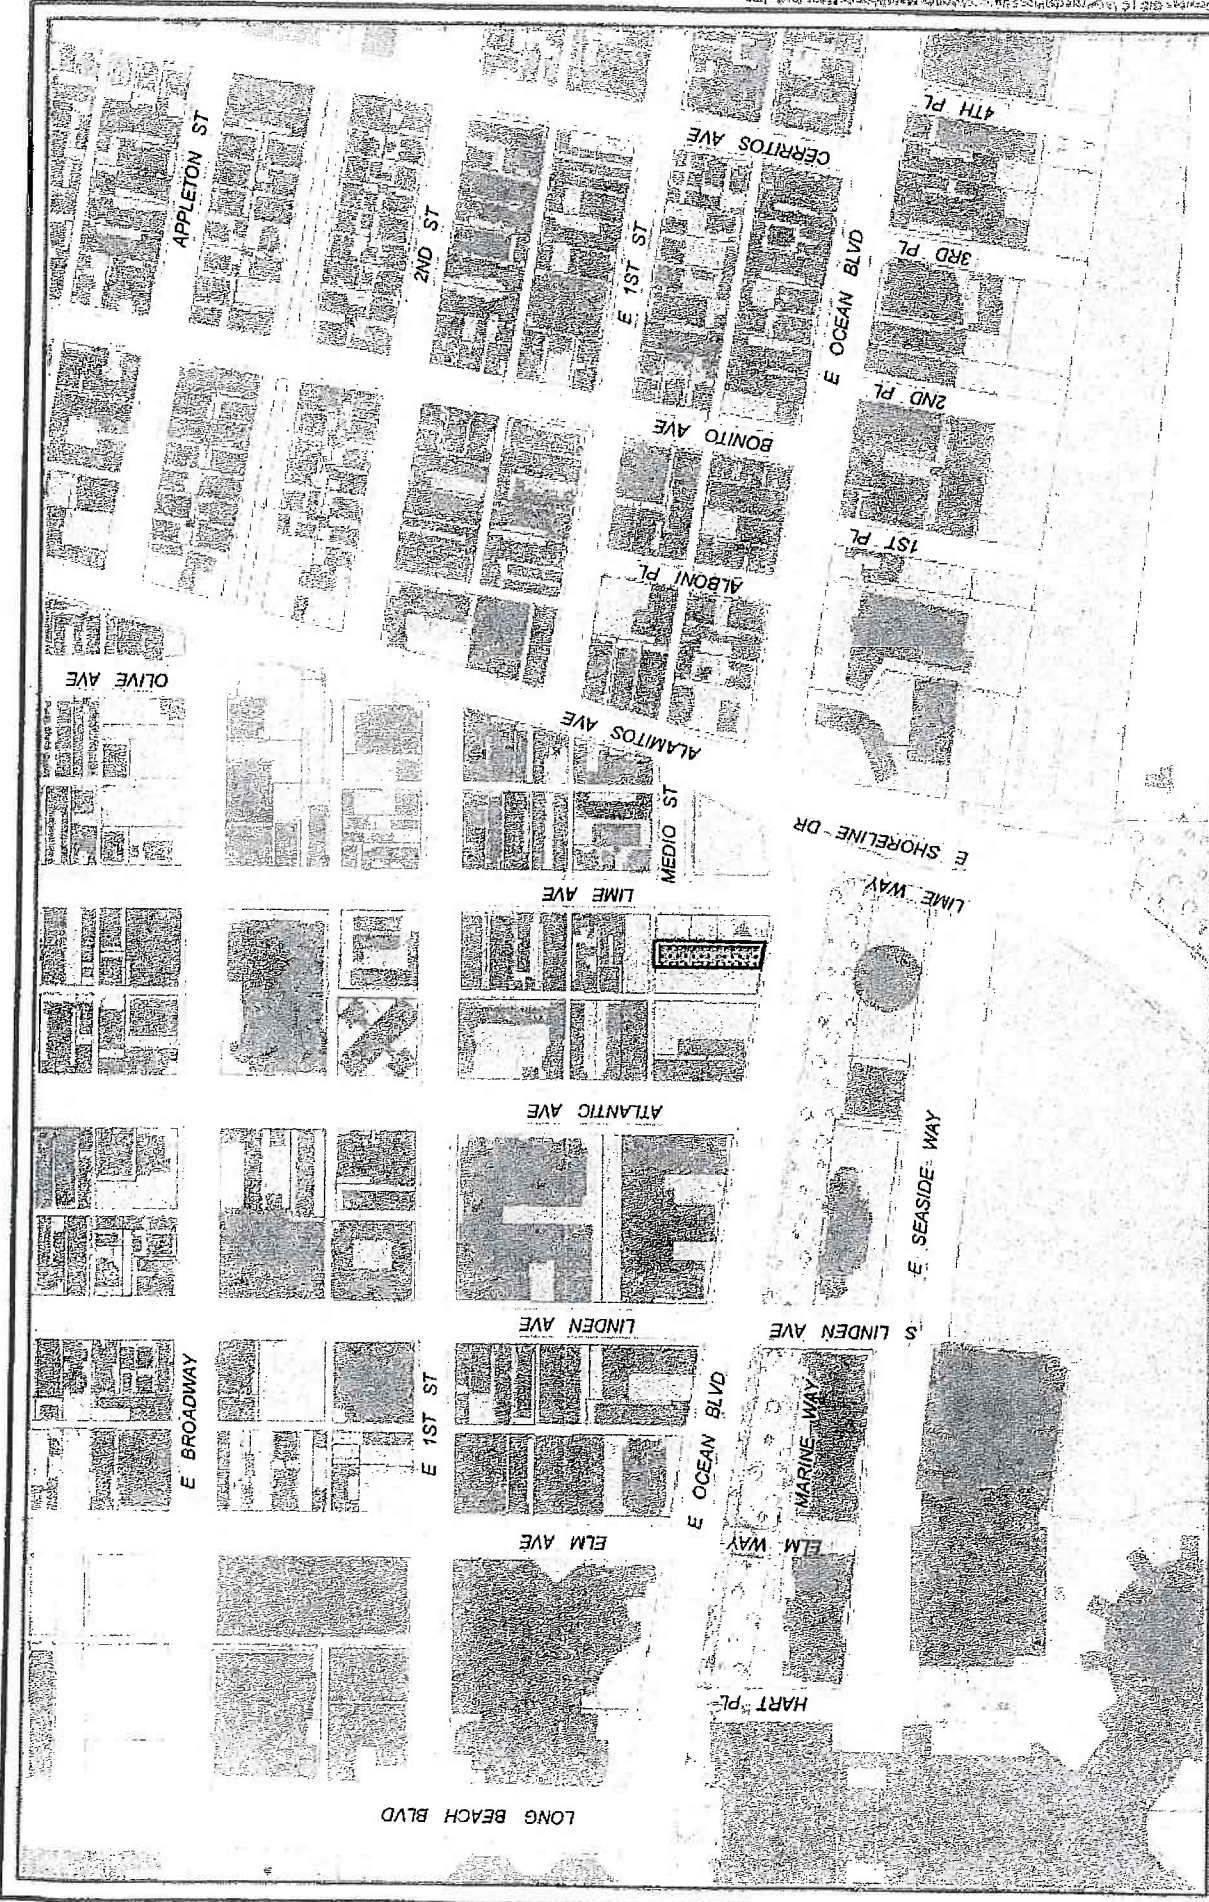 4TH PL
CERRITOS AVE
APPLETON ST
2ND ST
E 1ST ST
E OCEAN BLVD
3RD PL
2ND PL
BONITO AVE
1ST PL
ALBONI PL
OLIVE AVE
ALAMITOS AVE
MEDIO ST
E SHORELINE DR
LIME AVE
LIME WAY
ATLANTIC AVE
E SEASIDE WAY
LINDEN AVE
S LINDEN AVE
E BROADWAY
E 1ST ST
E OCEAN BLVD
MARINE WAY
ELM AVE
ELM WAY
HART PL
LONG BEACH BLVD